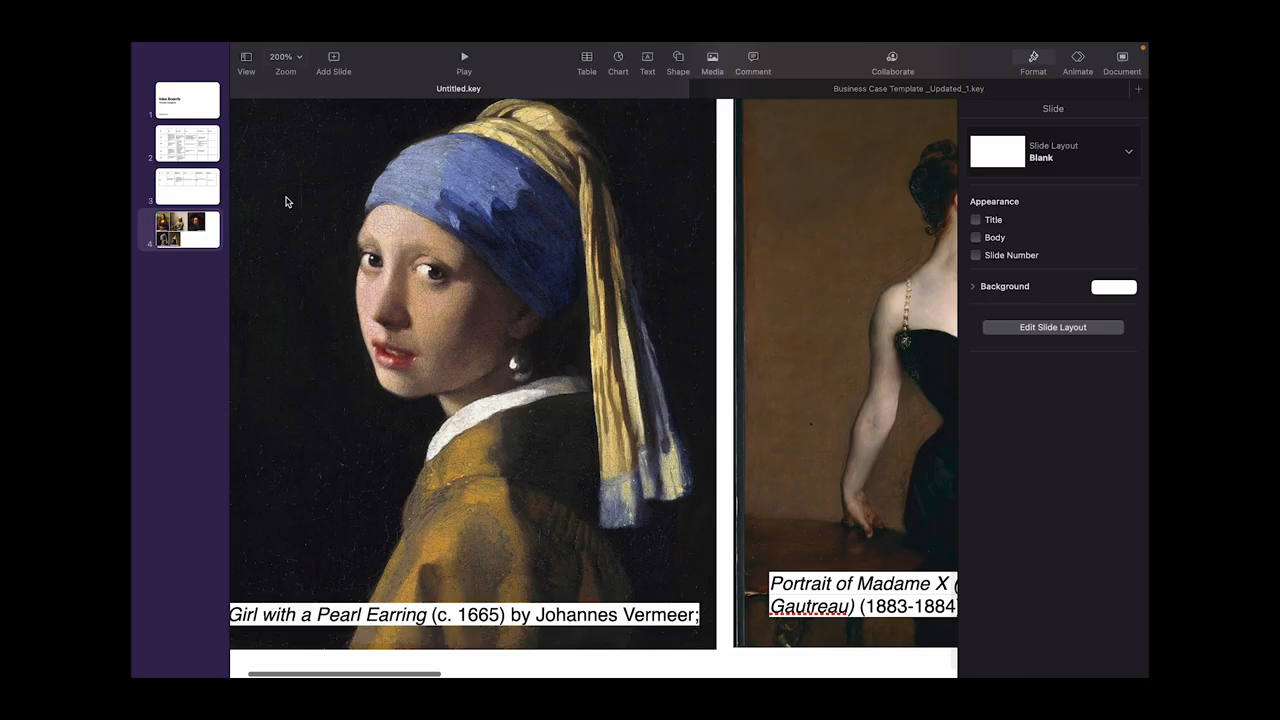 200%
View
Zoom
Add Slide
Play
Table
Chart
Text
Shape
Media
Comment
Collaborate
Format
Animate
Document
Untitled.key
Business Case Template _Updated_1.key
Slide
Slide Layout
Blank
Appearance
Title
Body
Slide Number
Background
Edit Slide Layout
1
2
3
4
Girl with a Pearl Earring (c. 1665) by Johannes Vermeer;
Portrait of Madame X (
Gautreau) (1883-1884